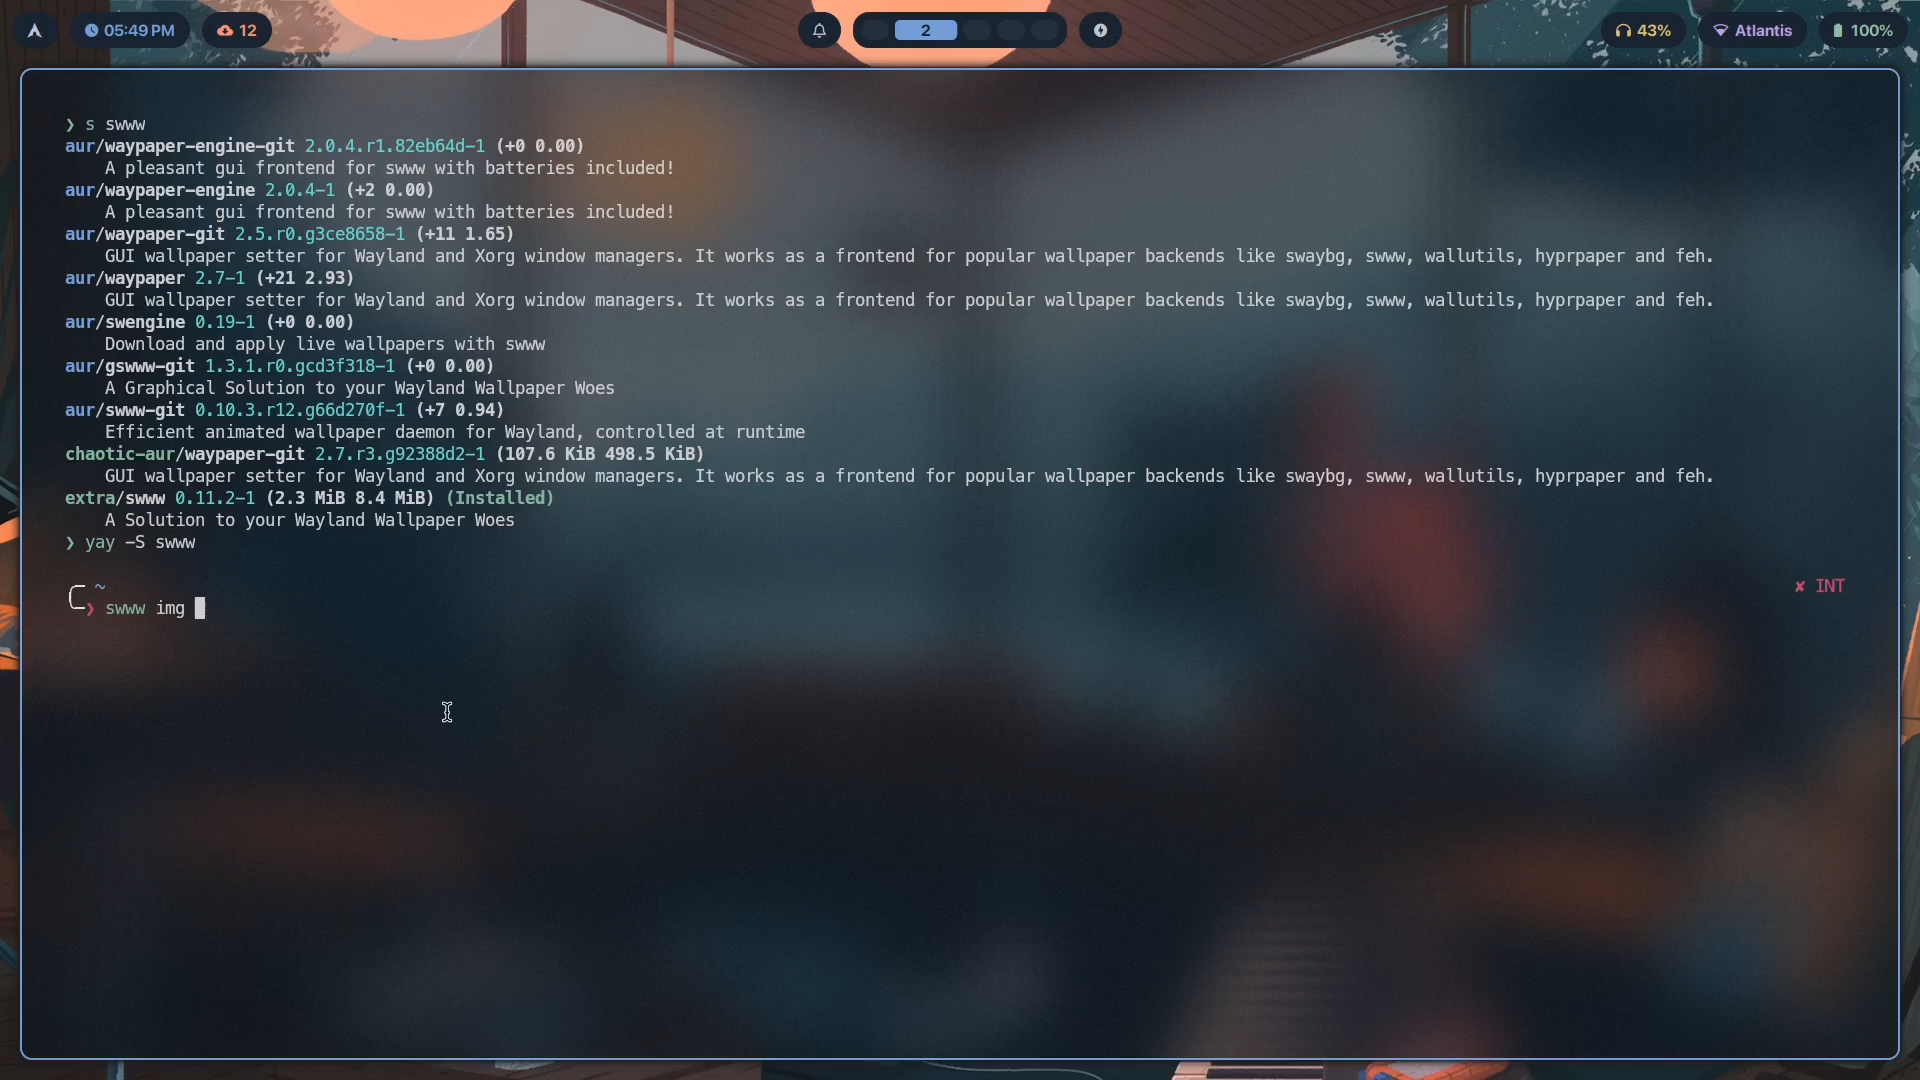 05:49 PM 12 2 43% Atlantis 100%
❯ s swww
aur/waypaper-engine-git 2.0.4.r1.82eb64d-1 (+0 0.00)
A pleasant gui frontend for swww with batteries included!
aur/waypaper-engine 2.0.4-1 (+2 0.00)
A pleasant gui frontend for swww with batteries included!
aur/waypaper-git 2.5.r0.g3ce8658-1 (+11 1.65)
GUI wallpaper setter for Wayland and Xorg window managers. It works as a frontend for popular wallpaper backends like swaybg, swww, wallutils, hyprpaper and feh.
aur/waypaper 2.7-1 (+21 2.93)
GUI wallpaper setter for Wayland and Xorg window managers. It works as a frontend for popular wallpaper backends like swaybg, swww, wallutils, hyprpaper and feh.
aur/swengine 0.19-1 (+0 0.00)
Download and apply live wallpapers with swww
aur/gswww-git 1.3.1.r0.gcd3f318-1 (+0 0.00)
A Graphical Solution to your Wayland Wallpaper Woes
aur/swww-git 0.10.3.r12.g66d270f-1 (+7 0.94)
Efficient animated wallpaper daemon for Wayland, controlled at runtime
chaotic-aur/waypaper-git 2.7.r3.g92388d2-1 (107.6 KiB 498.5 KiB)
GUI wallpaper setter for Wayland and Xorg window managers. It works as a frontend for popular wallpaper backends like swaybg, swww, wallutils, hyprpaper and feh.
extra/swww 0.11.2-1 (2.3 MiB 8.4 MiB) (Installed)
A Solution to your Wayland Wallpaper Woes
❯ yay -S swww
~ ✘ INT
❯ swww img